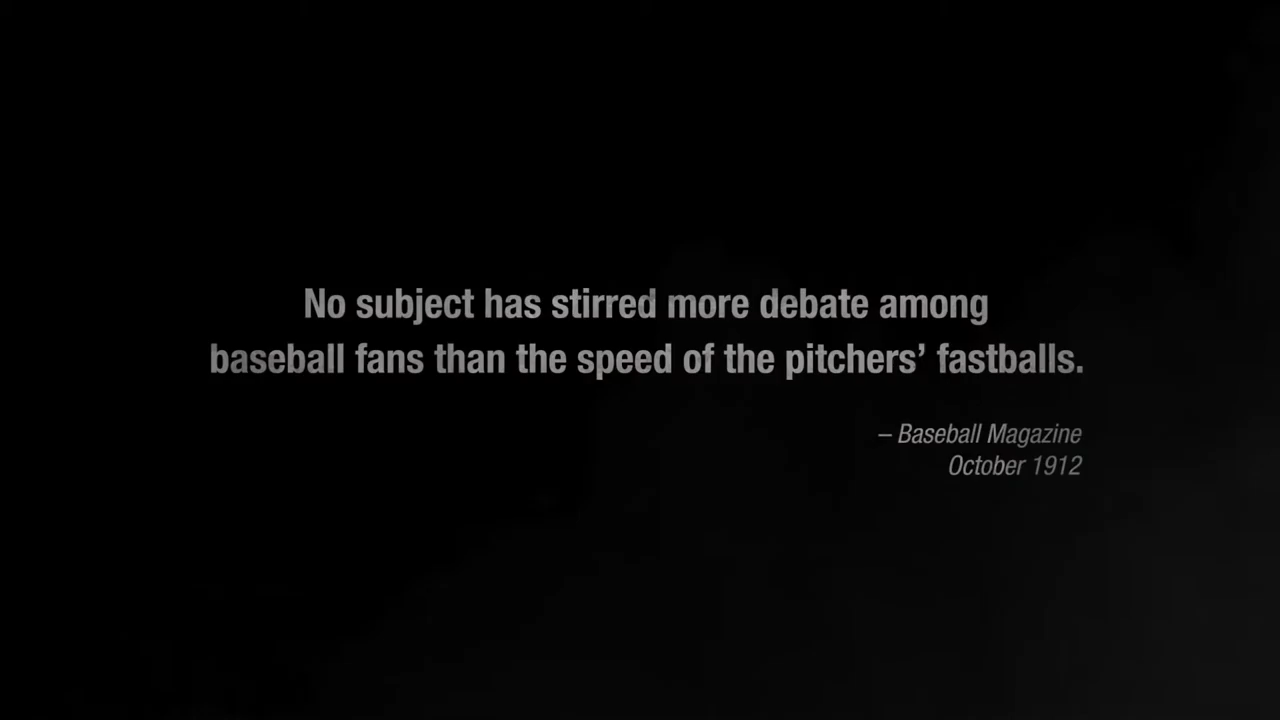 No subject has stirred more debate among
baseball fans than the speed of the pitchers’ fastballs.
– Baseball Magazine
October 1912